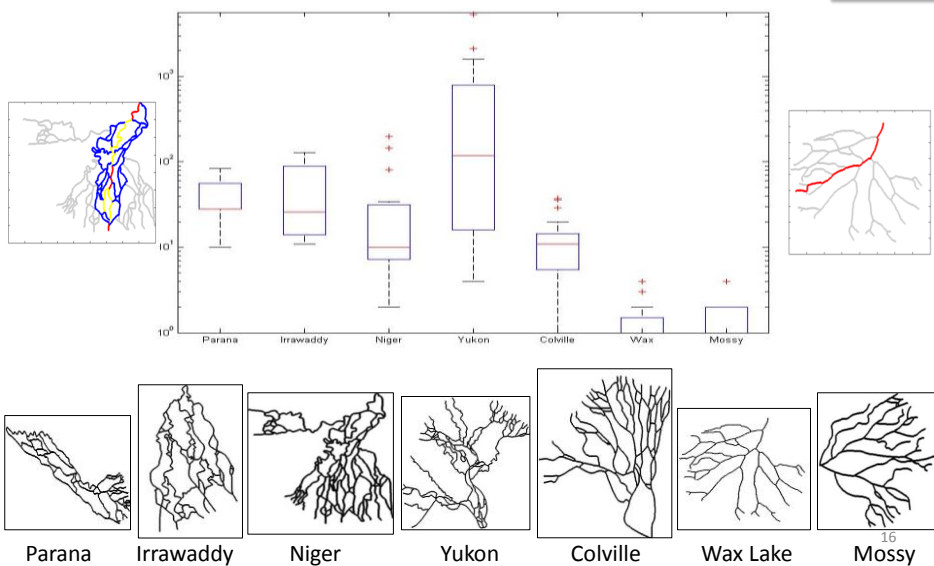 10³
10²
10¹
10⁰
Parana Irrawaddy Niger Yukon Colville Wax Mossy
16
Parana Irrawaddy Niger Yukon Colville Wax Lake Mossy